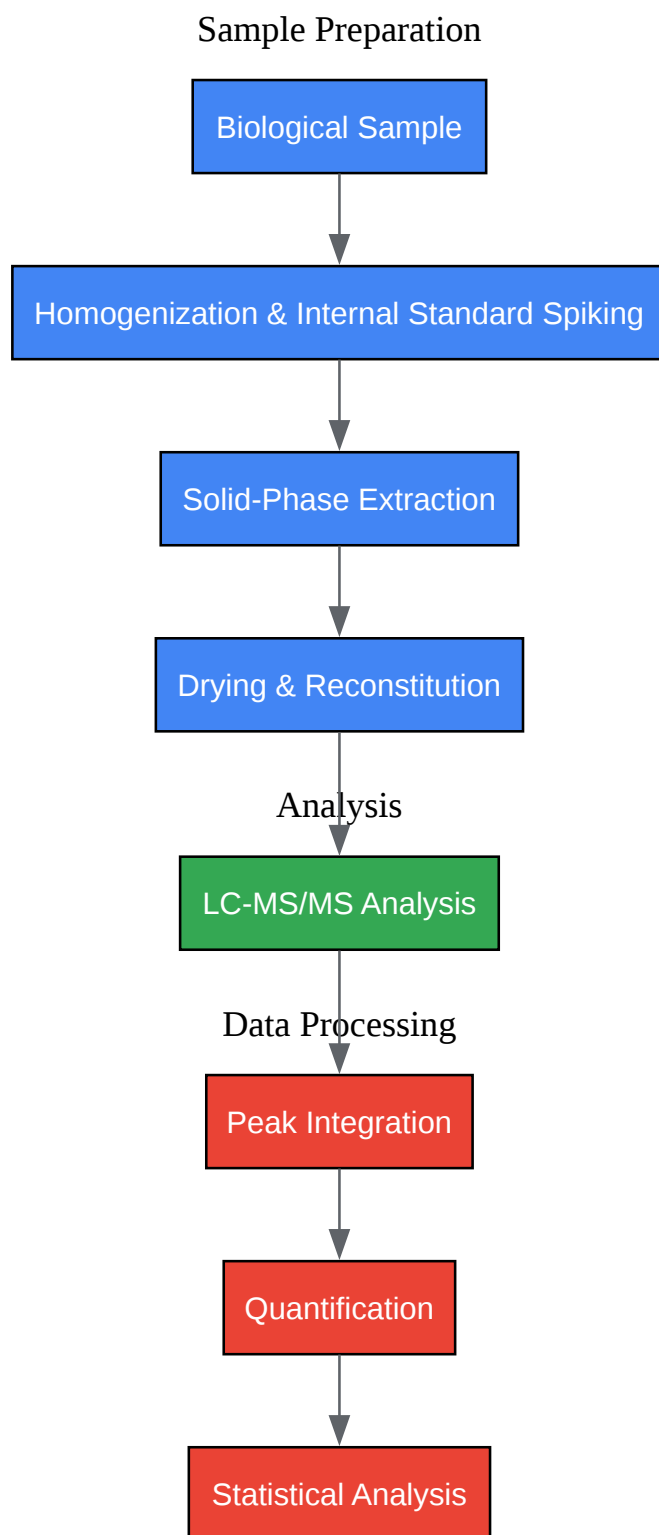 Sample Preparation
Biological Sample
Homogenization & Internal Standard Spiking
Solid-Phase Extraction
Drying & Reconstitution
Analysis
LC-MS/MS Analysis
Data Processing
Peak Integration
Quantification
Statistical Analysis